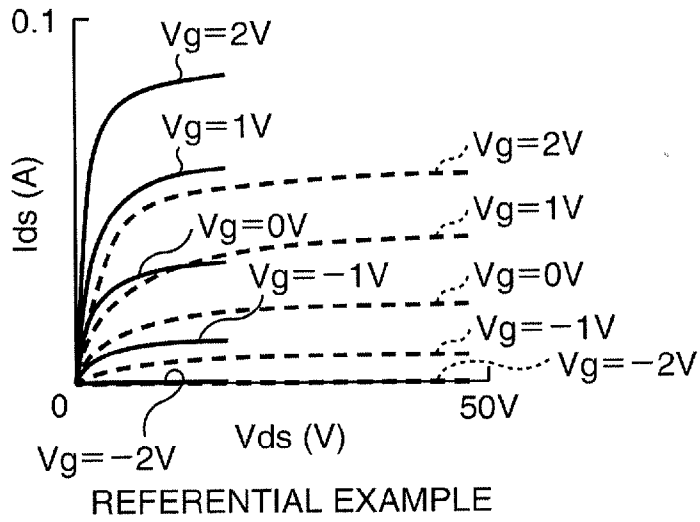 0.1
Vg=2V
Vg=1V
Vg=2V
Ids (A)
Vg=1V
Vg=0V
Vg=−1V
Vg=0V
Vg=−1V
Vg=−2V
0
50V
Vds (V)
Vg=−2V
REFERENTIAL EXAMPLE